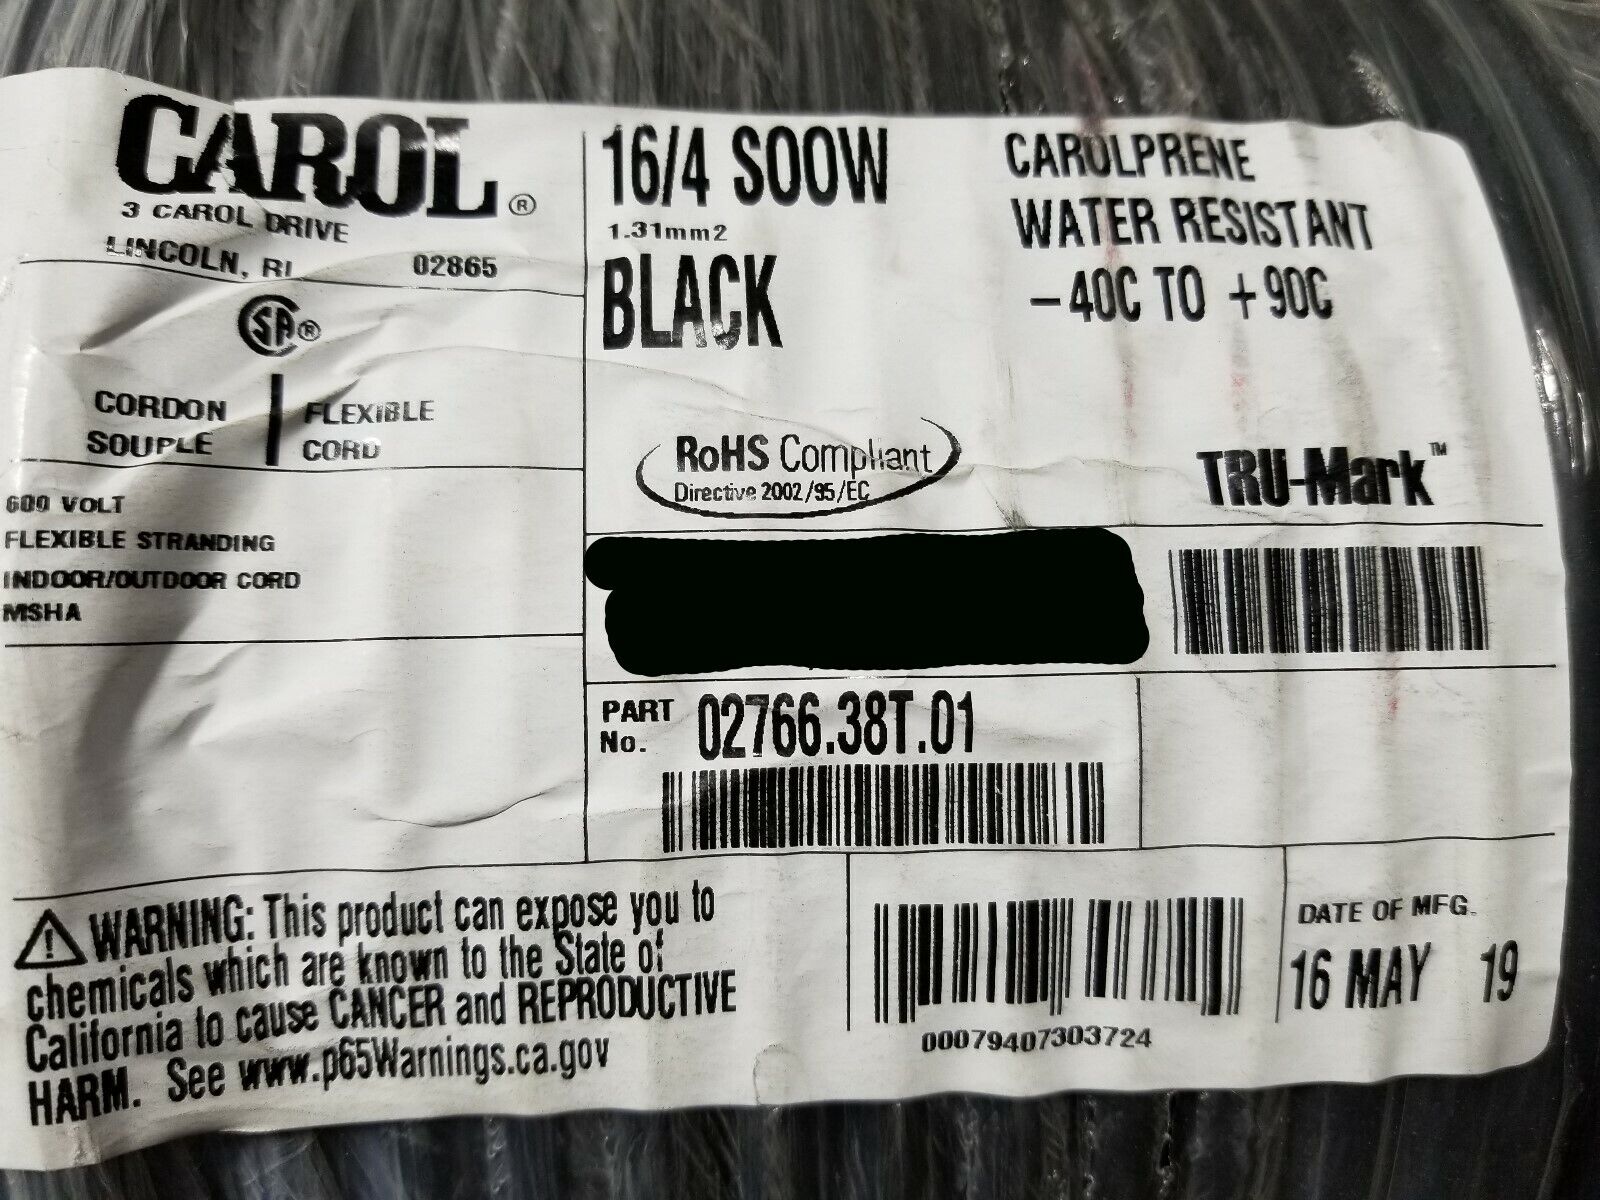 CAROL®
3 CAROL DRIVE
LINCOLN, RI 02865
CSA®
CORDON SOUPLE
FLEXIBLE CORD
600 VOLT
FLEXIBLE STRANDING
INDOOR/OUTDOOR CORD
MSHA
16/4 SOOW
1.31mm2
BLACK
CAROLPRENE
WATER RESISTANT
-40C TO +90C
RoHS Compliant
Directive 2002/95/EC
TRU-Mark™
PART No. 02766.38T.01
⚠ WARNING: This product can expose you to
chemicals which are known to the State of
California to cause CANCER and REPRODUCTIVE
HARM. See www.p65Warnings.ca.gov
00079407303724
DATE OF MFG.
16 MAY 19